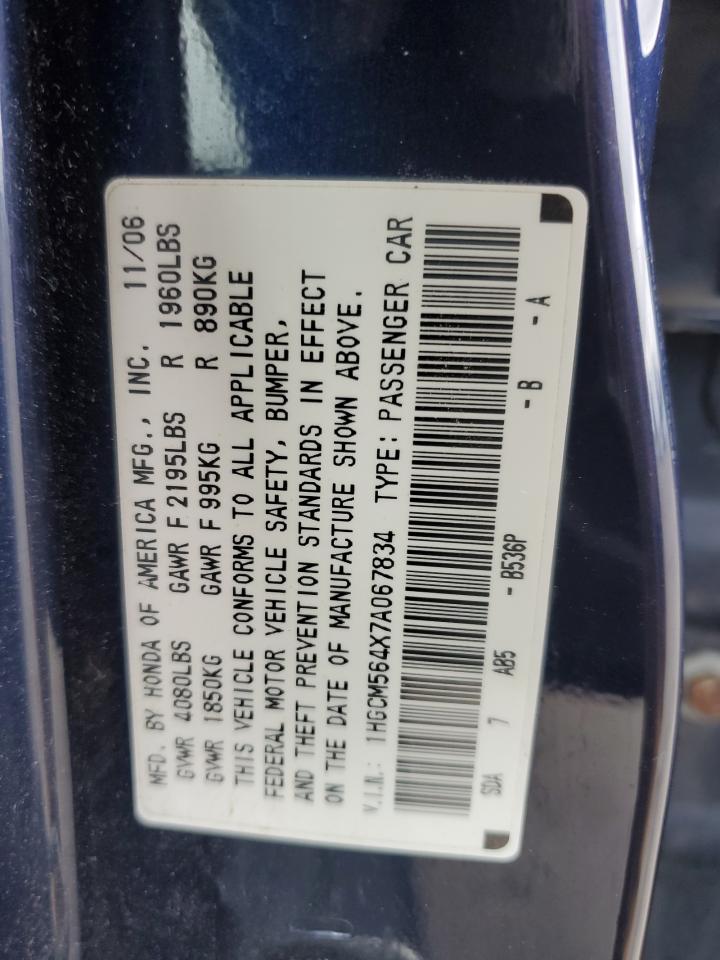 MFD. BY HONDA OF AMERICA MFG., INC. 11/06
GVWR 4080LBS GAWR F 2195LBS R 1960LBS
GVWR 1850KG GAWR F 995KG R 890KG
THIS VEHICLE CONFORMS TO ALL APPLICABLE
FEDERAL MOTOR VEHICLE SAFETY, BUMPER,
AND THEFT PREVENTION STANDARDS IN EFFECT
ON THE DATE OF MANUFACTURE SHOWN ABOVE.
V.I.N.: 1HGCM564X7A067834 TYPE: PASSENGER CAR
SDA 7 AB5 - B536P - B - A